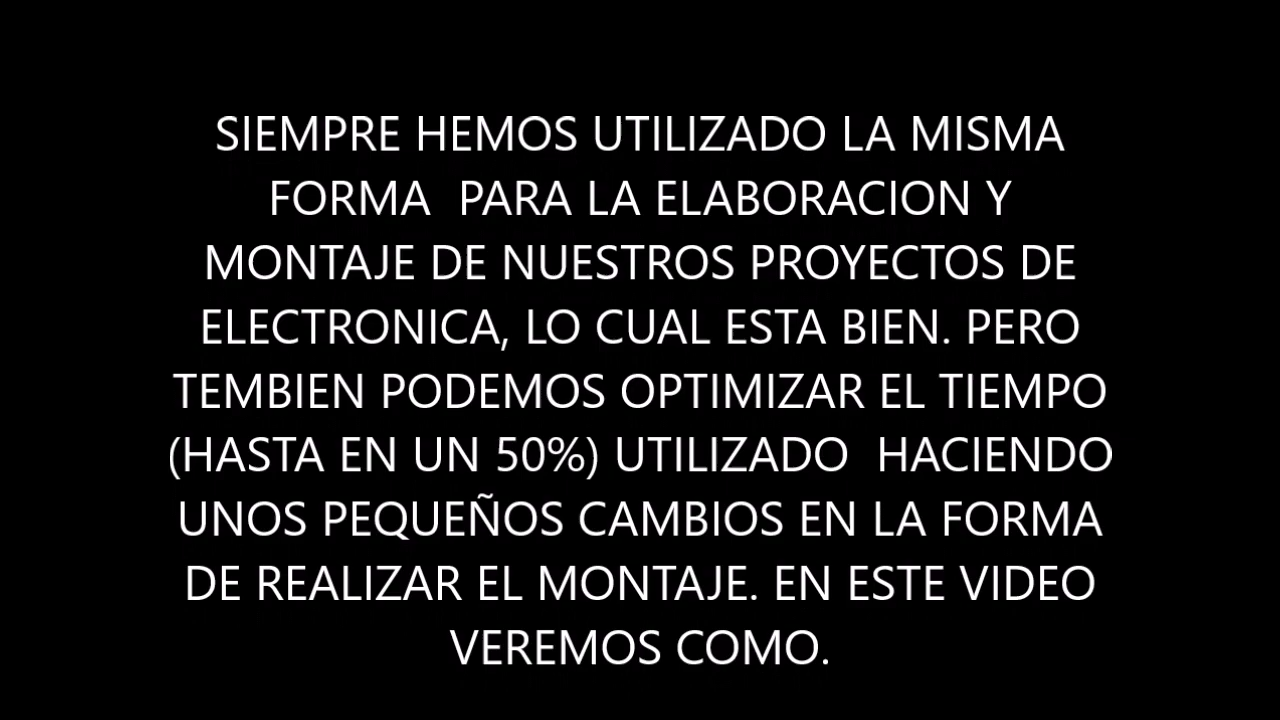 SIEMPRE HEMOS UTILIZADO LA MISMA
FORMA  PARA LA ELABORACION Y
MONTAJE DE NUESTROS PROYECTOS DE
ELECTRONICA, LO CUAL ESTA BIEN. PERO
TEMBIEN PODEMOS OPTIMIZAR EL TIEMPO
(HASTA EN UN 50%) UTILIZADO  HACIENDO
UNOS PEQUEÑOS CAMBIOS EN LA FORMA
DE REALIZAR EL MONTAJE. EN ESTE VIDEO
VEREMOS COMO.